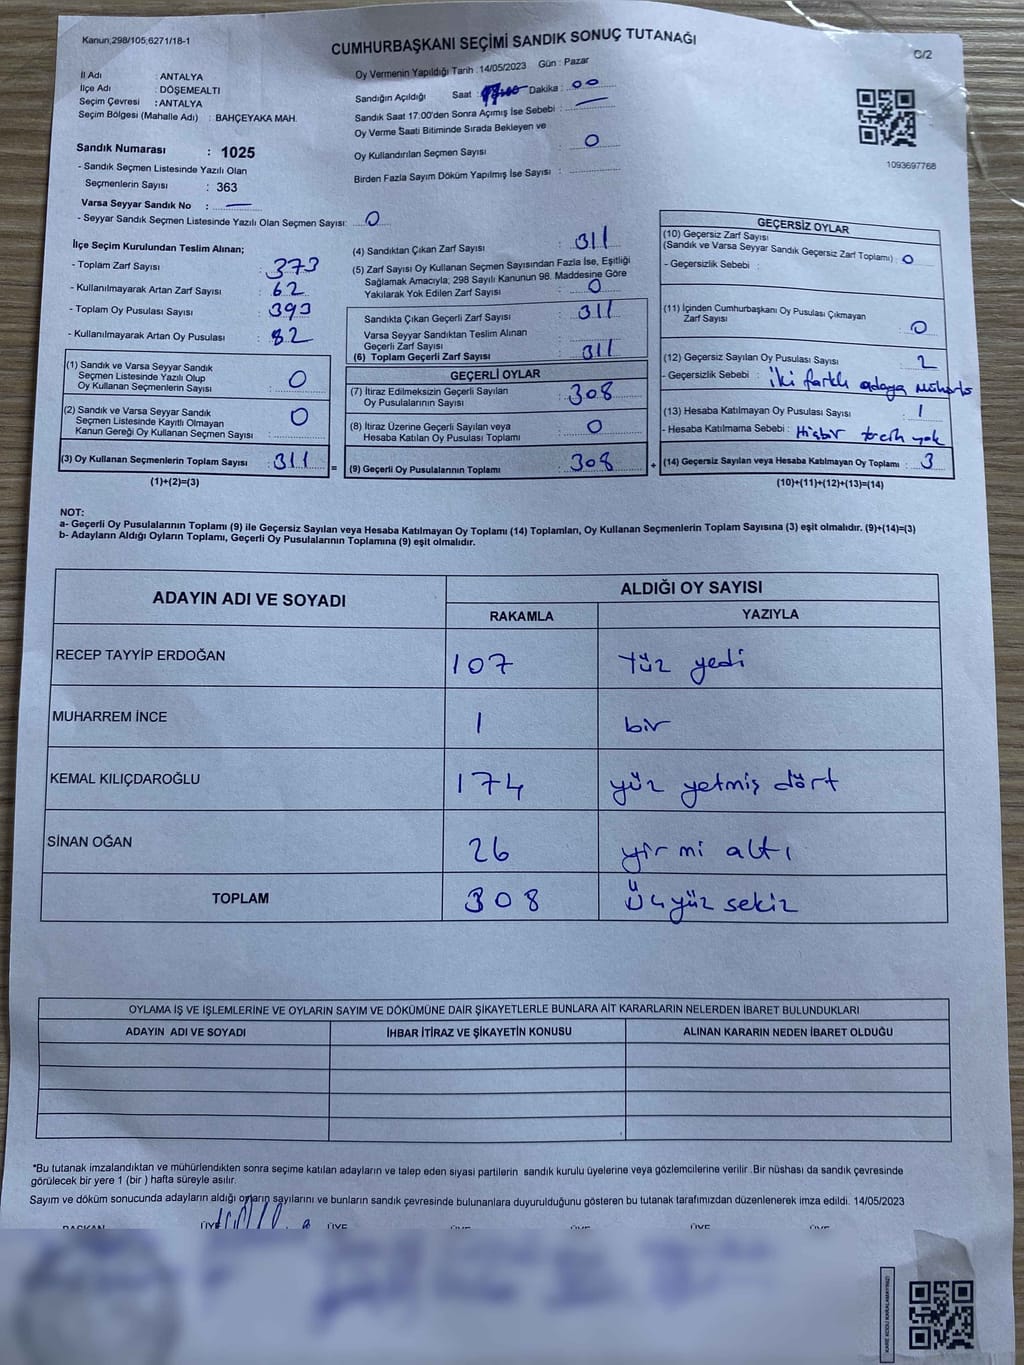 Kanun;298/105;6271/18-1
CUMHURBAŞKANI SEÇİMİ SANDIK SONUÇ TUTANAĞI
C/2
İl Adı : ANTALYA
İlçe Adı : DÖŞEMEALTI
Seçim Çevresi : ANTALYA
Seçim Bölgesi (Mahalle Adı) : BAHÇEYAKA MAH.
Sandık Numarası : 1025
- Sandık Seçmen Listesinde Yazılı Olan
Seçmenlerin Sayısı : 363
Varsa Seyyar Sandık No : —
- Seyyar Sandık Seçmen Listesinde Yazılı Olan Seçmen Sayısı: 0
Oy Vermenin Yapıldığı Tarih : 14/05/2023 Gün : Pazar
Sandığın Açıldığı Saat : Dakika : 00
Sandık Saat 17:00'den Sonra Açımış İse Sebebi : —
Oy Verme Saati Bitiminde Sırada Bekleyen ve
Oy Kullandırılan Seçmen Sayısı : 0
Birden Fazla Sayım Döküm Yapılmış İse Sayısı :
1093697768
İlçe Seçim Kurulundan Teslim Alınan;
- Toplam Zarf Sayısı : 373
- Kullanılmayarak Artan Zarf Sayısı : 62
- Toplam Oy Pusulası Sayısı : 393
- Kullanılmayarak Artan Oy Pusulası : 82
(1) Sandık ve Varsa Seyyar Sandık
Seçmen Listesinde Yazılı Olup
Oy Kullanan Seçmenlerin Sayısı : 0
(2) Sandık ve Varsa Seyyar Sandık
Seçmen Listesinde Kayıtlı Olmayan
Kanun Gereği Oy Kullanan Seçmen Sayısı : 0
(3) Oy Kullanan Seçmenlerin Toplam Sayısı : 311
(1)+(2)=(3)
(4) Sandıktan Çıkan Zarf Sayısı : 311
(5) Zarf Sayısı Oy Kullanan Seçmen Sayısından Fazla İse, Eşitliği
Sağlamak Amacıyla, 298 Sayılı Kanunun 98. Maddesine Göre
Yakılarak Yok Edilen Zarf Sayısı : 0
Sandıkta Çıkan Geçerli Zarf Sayısı : 311
Varsa Seyyar Sandıktan Teslim Alınan
Geçerli Zarf Sayısı :
(6) Toplam Geçerli Zarf Sayısı : 311
GEÇERLİ OYLAR
(7) İtiraz Edilmeksizin Geçerli Sayılan
Oy Pusulalarının Sayısı : 308
(8) İtiraz Üzerine Geçerli Sayılan veya
Hesaba Katılan Oy Pusulası Toplamı : 0
= (9) Geçerli Oy Pusulalarının Toplamı : 308 +
GEÇERSİZ OYLAR
(10) Geçersiz Zarf Sayısı
(Sandık ve Varsa Seyyar Sandık Geçersiz Zarf Toplamı) : 0
- Geçersizlik Sebebi :
(11) İçinden Cumhurbaşkanı Oy Pusulası Çıkmayan
Zarf Sayısı : 0
(12) Geçersiz Sayılan Oy Pusulası Sayısı : 2
- Geçersizlik Sebebi : iki farklı adaya
(13) Hesaba Katılmayan Oy Pusulası Sayısı : 1
- Hesaba Katılmama Sebebi : Hiçbir tercih yok
(14) Geçersiz Sayılan veya Hesaba Katılmayan Oy Toplamı : 3
(10)+(11)+(12)+(13)=(14)
NOT:
a- Geçerli Oy Pusulalarının Toplamı (9) ile Geçersiz Sayılan veya Hesaba Katılmayan Oy Toplamı (14) Toplamları, Oy Kullanan Seçmenlerin Toplam Sayısına (3) eşit olmalıdır. (9)+(14)=(3)
b- Adayların Aldığı Oyların Toplamı, Geçerli Oy Pusulalarının Toplamına (9) eşit olmalıdır.
ADAYIN ADI VE SOYADI ALDIĞI OY SAYISI
RAKAMLA YAZIYLA
RECEP TAYYİP ERDOĞAN 107 Yüz yedi
MUHARREM İNCE 1 bir
KEMAL KILIÇDAROĞLU 174 yüz yetmiş dört
SİNAN OĞAN 26 yirmi altı
TOPLAM 308 Üçyüz sekiz
OYLAMA İŞ VE İŞLEMLERİNE VE OYLARIN SAYIM VE DÖKÜMÜNE DAİR ŞİKAYETLERLE BUNLARA AİT KARARLARIN NELERDEN İBARET BULUNDUKLARI
ADAYIN ADI VE SOYADI İHBAR İTİRAZ VE ŞİKAYETİN KONUSU ALINAN KARARIN NEDEN İBARET OLDUĞU
*Bu tutanak imzalandıktan ve mühürlendikten sonra seçime katılan adayların ve talep eden siyasi partilerin sandık kurulu üyelerine veya gözlemcilerine verilir .Bir nüshası da sandık çevresinde
görülecek bir yere 1 (bir ) hafta süreyle asılır.
Sayım ve döküm sonucunda adayların aldığı oyların sayılarını ve bunların sandık çevresinde bulunanlara duyurulduğunu gösteren bu tutanak tarafımızdan düzenlenerek imza edildi. 14/05/2023
BAŞKAN ÜYE ÜYE ÜYE ÜYE ÜYE ÜYE